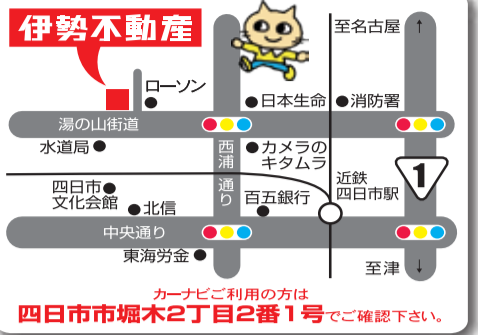 伊勢不動産
至名古屋
↑
ローソン
日本生命
消防署
湯の山街道
水道局
西浦通り
カメラの
キタムラ
1
近鉄
四日市駅
四日市
文化会館
北信
百五銀行
中央通り
東海労金
至津
↓
カーナビご利用の方は
四日市市堀木2丁目2番1号でご確認下さい。